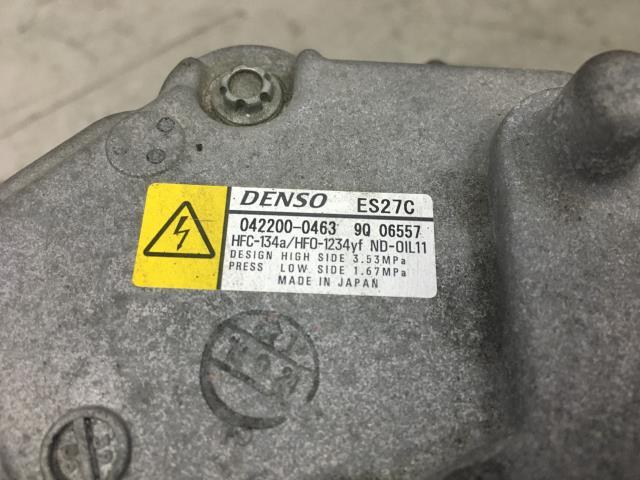 DENSO ES27C
042200-0463 9Q 06557
HFC-134a/HFO-1234yf ND-OIL11
DESIGN HIGH SIDE 3.53MPa
PRESS LOW SIDE 1.67MPa
MADE IN JAPAN